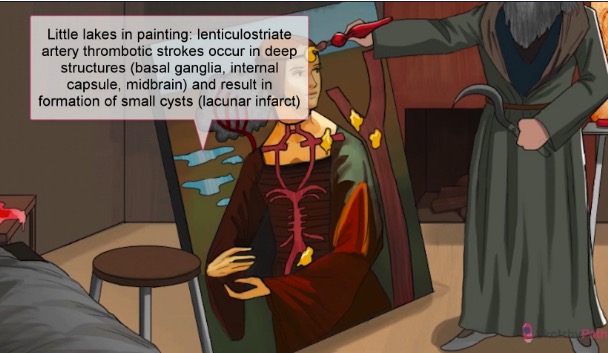 Little lakes in painting: lenticulostriate
artery thrombotic strokes occur in deep
structures (basal ganglia, internal
capsule, midbrain) and result in
formation of small cysts (lacunar infarct)